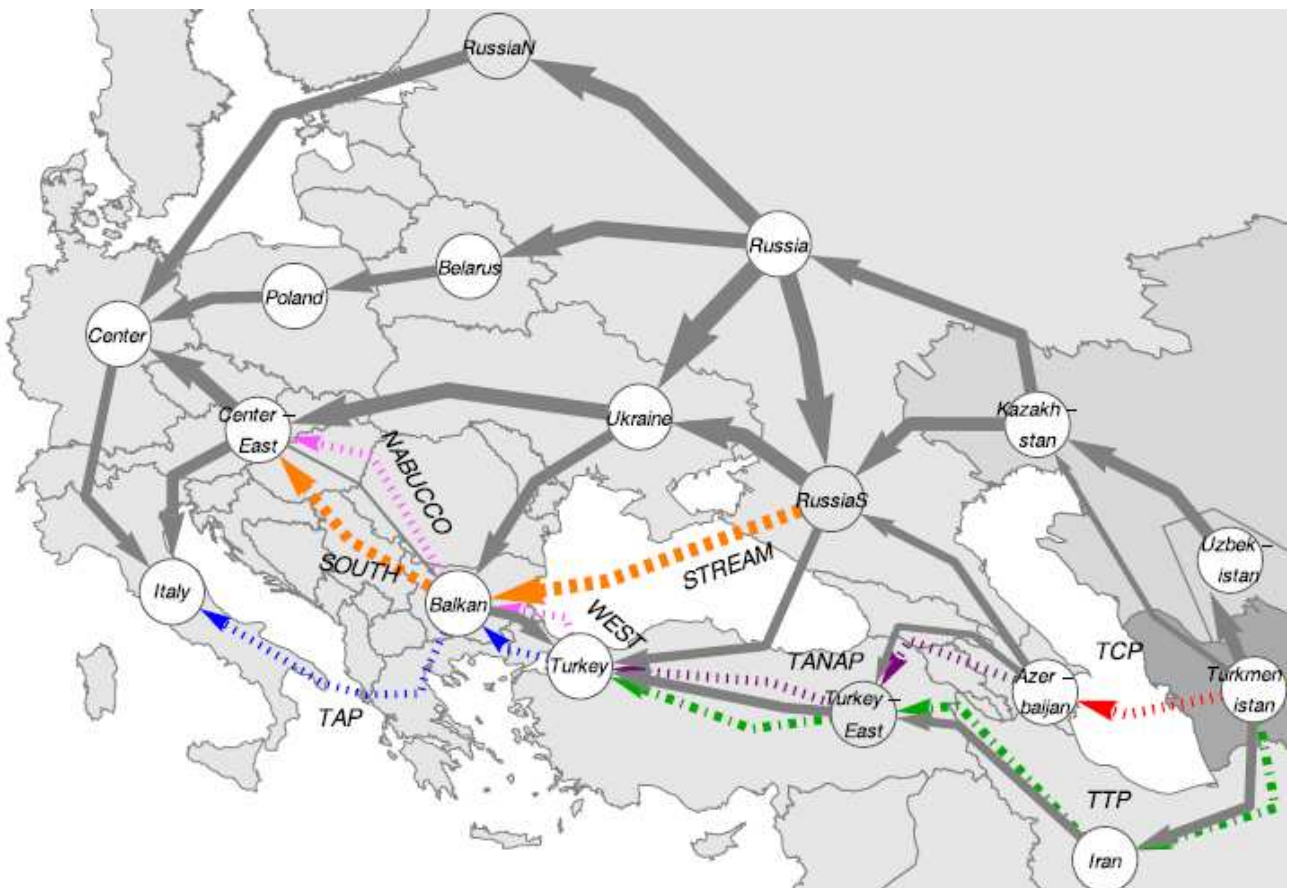 RussiaN
Russia
Belarus
Poland
Center
Center –
East
Ukraine
Kazakh –
stan
NABUCCO
RussiaS
SOUTH
STREAM
Uzbek –
istan
Italy
Balkan
WEST
Turkey
TANAP
TCP
Azer –
baijan
Turkmen
istan
TAP
Turkey –
East
TTP
Iran